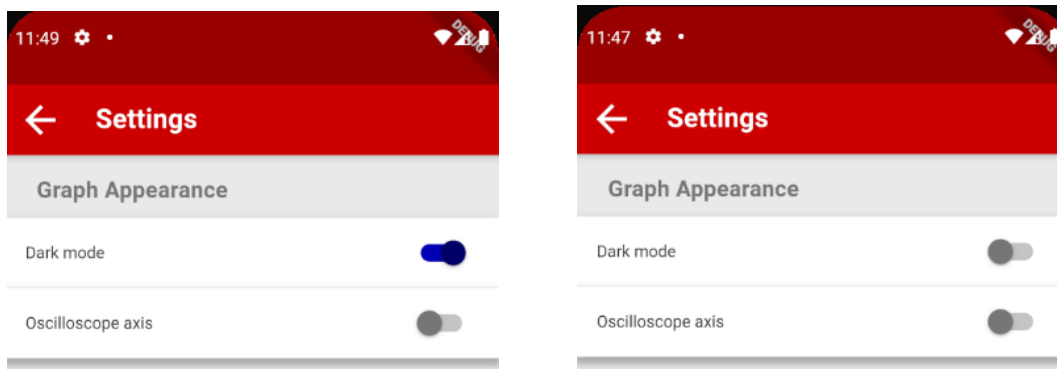 11:49
DEBUG
Settings
Graph Appearance
Dark mode
Oscilloscope axis
11:47
DEBUG
Settings
Graph Appearance
Dark mode
Oscilloscope axis